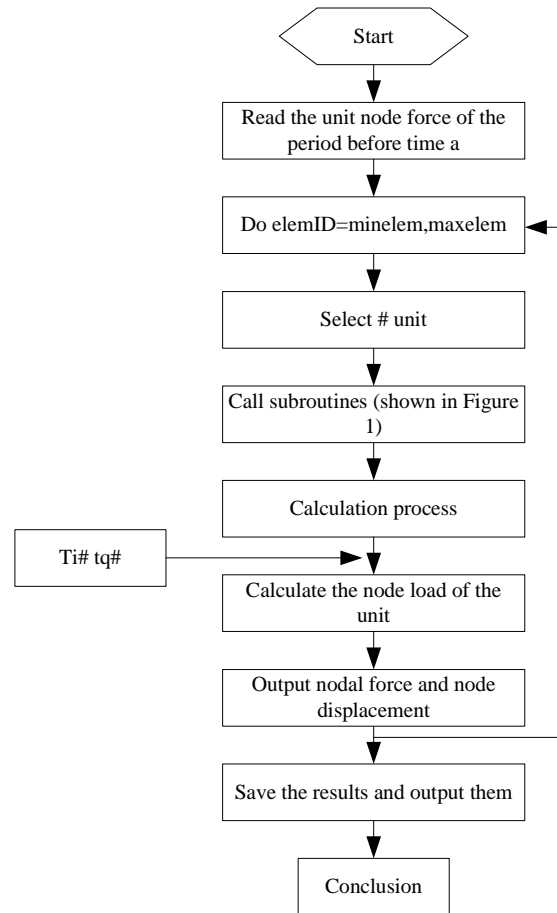 Start
Read the unit node force of the
period before time a
Do elemID=minelem,maxelem
Select # unit
Call subroutines (shown in Figure
1)
Calculation process
Ti# tq#
Calculate the node load of the
unit
Output nodal force and node
displacement
Save the results and output them
Conclusion